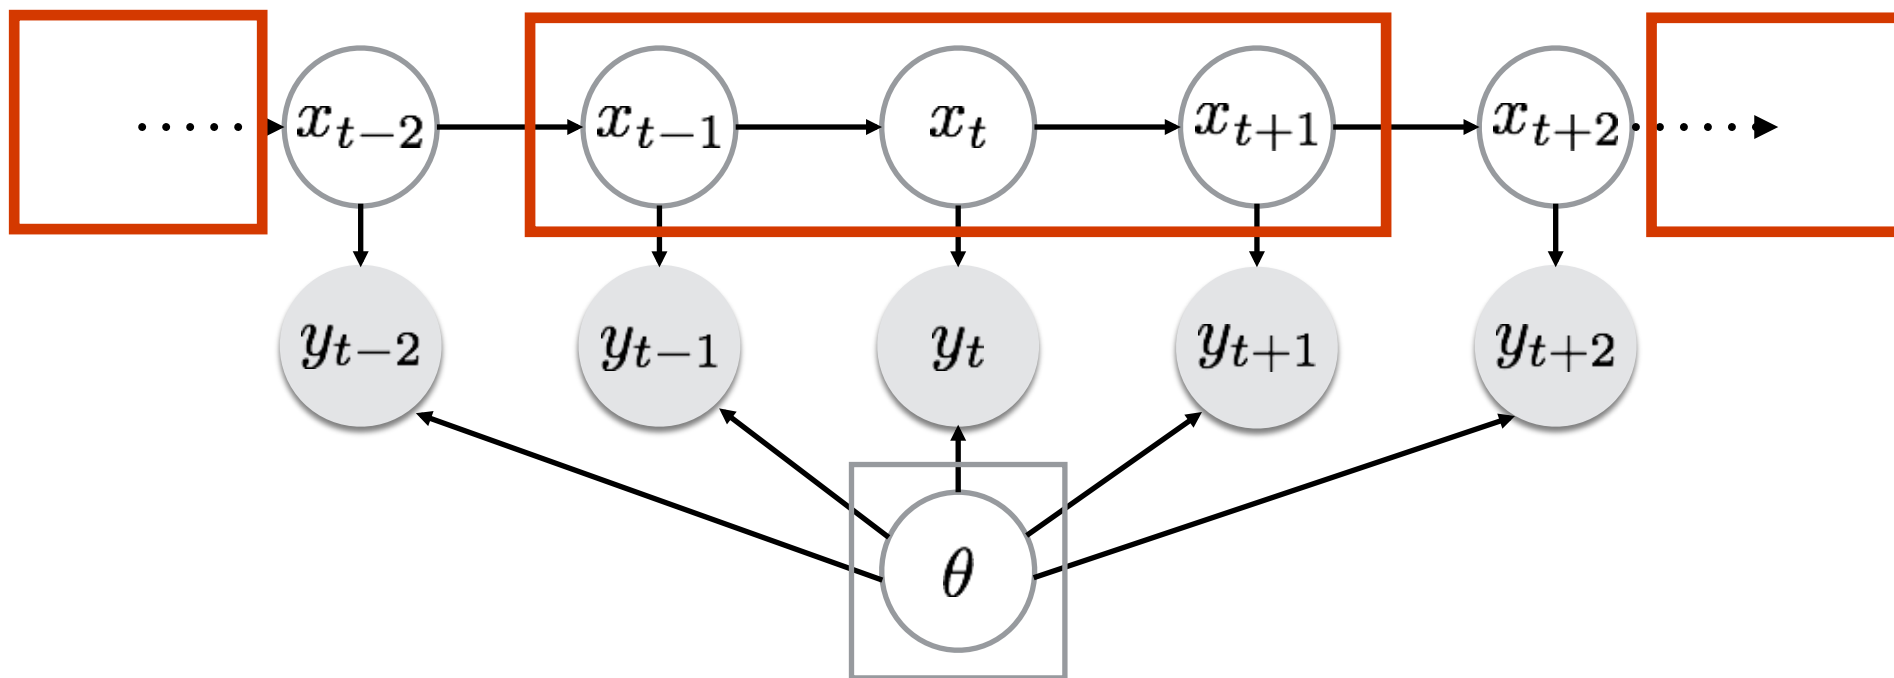 x_{t-2} x_{t-1} x_t x_{t+1} x_{t+2}
y_{t-2} y_{t-1} y_t y_{t+1} y_{t+2}
θ